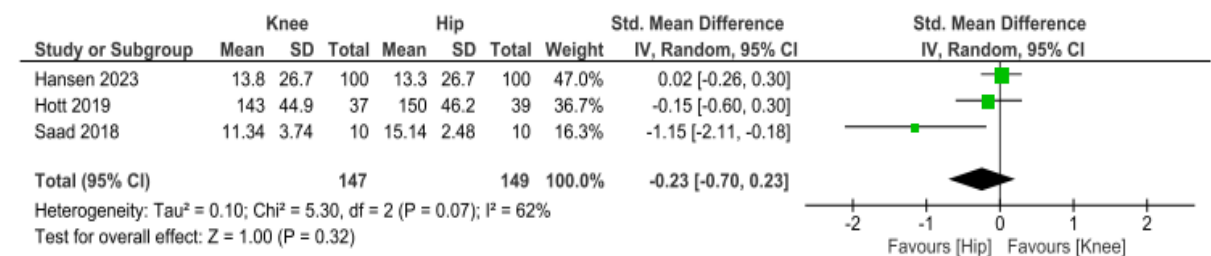 Knee Hip Std. Mean Difference Std. Mean Difference
Study or Subgroup Mean SD Total Mean SD Total Weight IV, Random, 95% CI IV, Random, 95% CI
Hansen 2023 13.8 26.7 100 13.3 26.7 100 47.0% 0.02 [-0.26, 0.30]
Hott 2019 143 44.9 37 150 46.2 39 36.7% -0.15 [-0.60, 0.30]
Saad 2018 11.34 3.74 10 15.14 2.48 10 16.3% -1.15 [-2.11, -0.18]
Total (95% CI) 147 149 100.0% -0.23 [-0.70, 0.23]
Heterogeneity: Tau² = 0.10; Chi² = 5.30, df = 2 (P = 0.07); I² = 62%
Test for overall effect: Z = 1.00 (P = 0.32)
-2 -1 0 1 2
Favours [Hip] Favours [Knee]